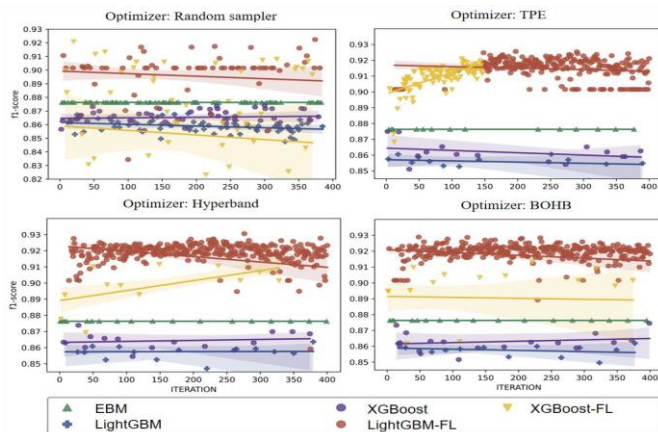 Optimizer: Random sampler
Optimizer: TPE
0.93
0.92
0.91
0.90
0.89
0.88
0.87
0.86
0.85
0.84
0.83
0.82
f1-score
0 50 100 150 200 250 300 350 400
0.93
0.92
0.91
0.90
0.89
0.88
0.87
0.86
0.85
0 50 100 150 200 250 300 350 400
Optimizer: Hyperband
Optimizer: BOHB
0.93
0.92
0.91
0.90
0.89
0.88
0.87
0.86
0.85
f1-score
0 50 100 150 200 250 300 350 400
ITERATION
0.93
0.92
0.91
0.90
0.89
0.88
0.87
0.86
0.85
0 50 100 150 200 250 300 350 400
ITERATION
EBM XGBoost XGBoost-FL
LightGBM LightGBM-FL